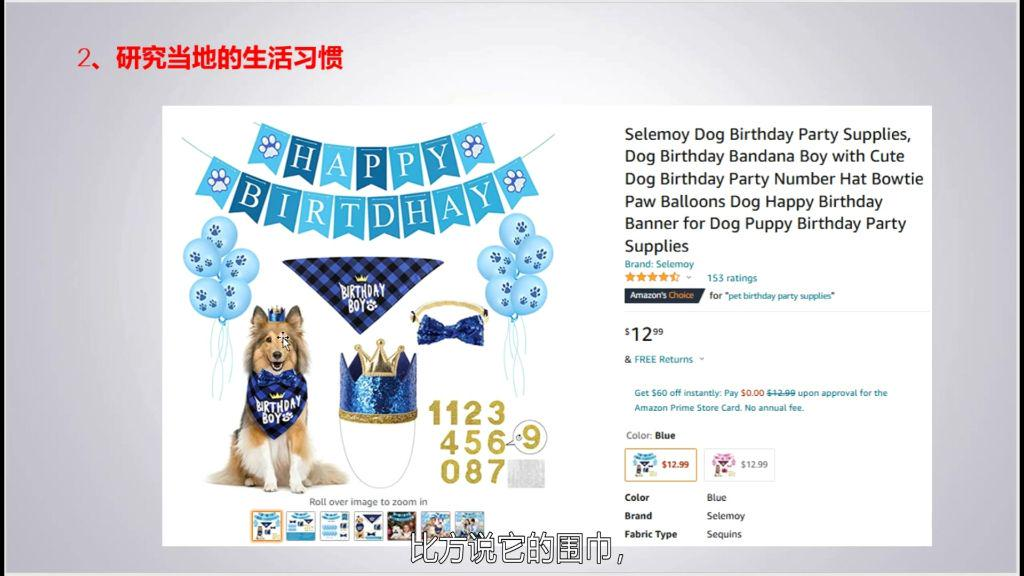 2、研究当地的生活习惯
HAPPY
BIRTDHAY
BIRTHDAY
BOY
BIRTHDAY
BOY
1123
456
9
087
Roll over image to zoom in
Selemoy Dog Birthday Party Supplies,
Dog Birthday Bandana Boy with Cute
Dog Birthday Party Number Hat Bowtie
Paw Balloons Dog Happy Birthday
Banner for Dog Puppy Birthday Party
Supplies
Brand: Selemoy
153 ratings
Amazon's Choice for "pet birthday party supplies"
$1299
& FREE Returns
Get $60 off instantly: Pay $0.00 $12.99 upon approval for the
Amazon Prime Store Card. No annual fee.
Color: Blue
$12.99 $12.99
Color Blue
Brand Selemoy
Fabric Type Sequins
比方说它的围巾，